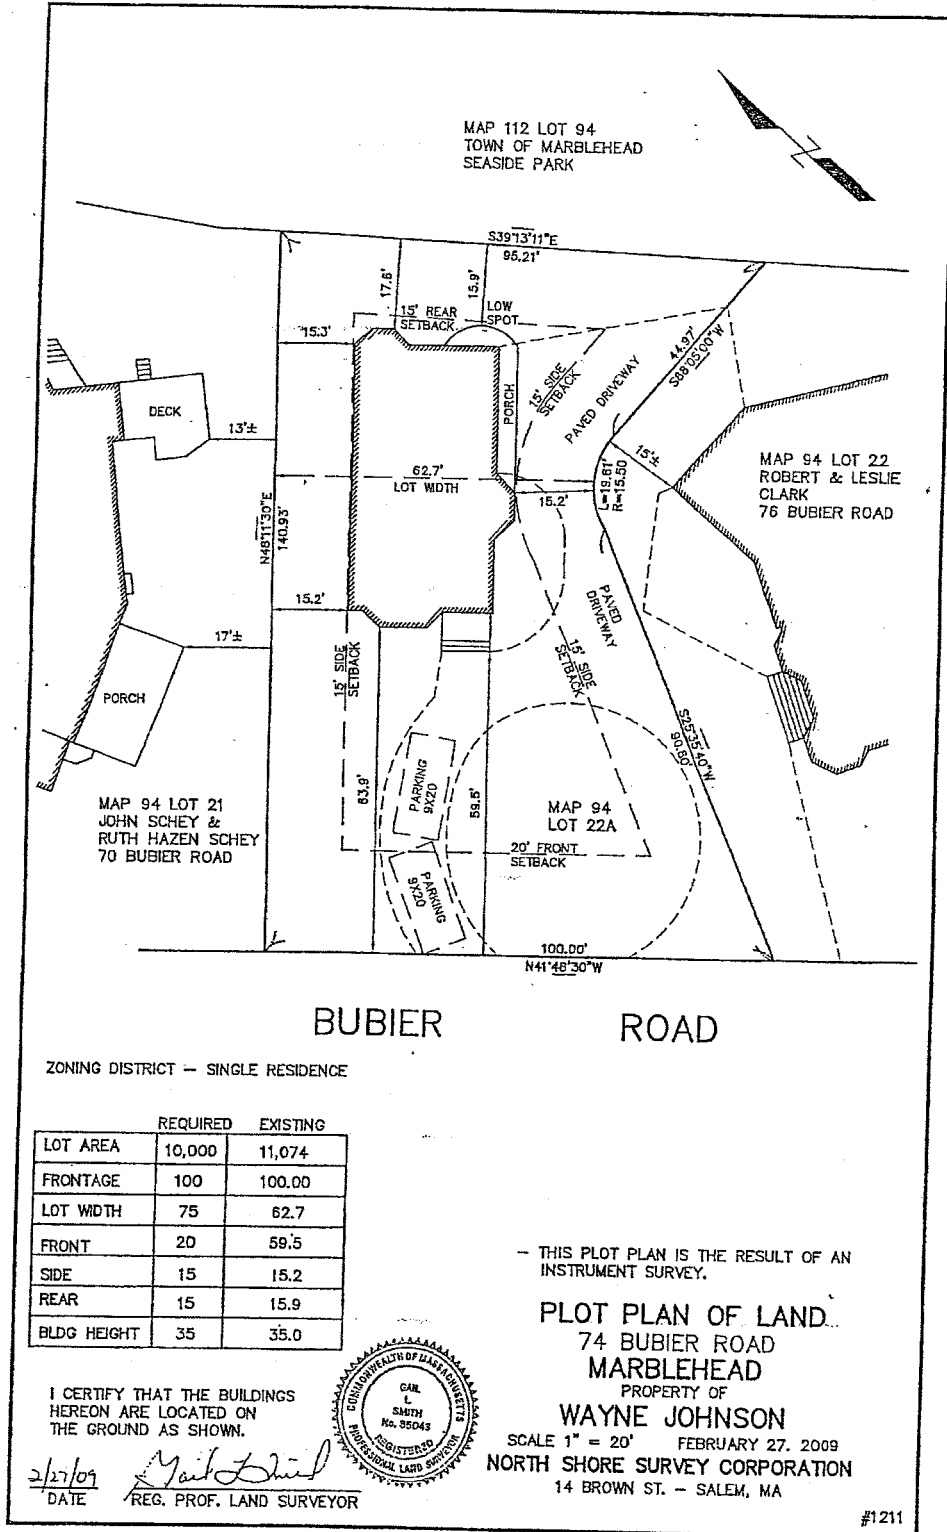 MAP 112 LOT 94
TOWN OF MARBLEHEAD
SEASIDE PARK
S39°13'11"E
95.21'
17.6'
15.9'
15' REAR
SETBACK
LOW
SPOT
15.3'
44.97'
S88°05'00"W
15' SIDE
SETBACK
PAVED DRIVEWAY
PORCH
DECK
13'±
62.7'
LOT WIDTH
15.2'
L=19.61'
R=15.50
15'±
MAP 94 LOT 22
ROBERT & LESLIE
CLARK
76 BUBIER ROAD
N48°11'30"E
140.93'
15.2'
PAVED
DRIVEWAY
17'±
15' SIDE
SETBACK
15' SIDE
SETBACK
PORCH
S25°35'40"W
90.80'
63.9'
PARKING
9X20
59.5'
MAP 94
LOT 22A
MAP 94 LOT 21
JOHN SCHEY &
RUTH HAZEN SCHEY
70 BUBIER ROAD
20' FRONT
SETBACK
PARKING
9X20
100.00'
N41°48'30"W
BUBIER ROAD
ZONING DISTRICT – SINGLE RESIDENCE
REQUIRED EXISTING
LOT AREA 10,000 11,074
FRONTAGE 100 100.00
LOT WIDTH 75 62.7
FRONT 20 59.5
SIDE 15 15.2
REAR 15 15.9
BLDG HEIGHT 35 35.0
– THIS PLOT PLAN IS THE RESULT OF AN
INSTRUMENT SURVEY.
PLOT PLAN OF LAND
74 BUBIER ROAD
MARBLEHEAD
PROPERTY OF
WAYNE JOHNSON
SCALE 1" = 20' FEBRUARY 27. 2009
NORTH SHORE SURVEY CORPORATION
14 BROWN ST. – SALEM, MA
I CERTIFY THAT THE BUILDINGS
HEREON ARE LOCATED ON
THE GROUND AS SHOWN.
COMMONWEALTH OF MASSACHUSETTS
GAIL
L
SMITH
No. 35043
REGISTERED
PROFESSIONAL LAND SURVEYOR
2/27/09
DATE
Gail L Smith
REG. PROF. LAND SURVEYOR
#1211